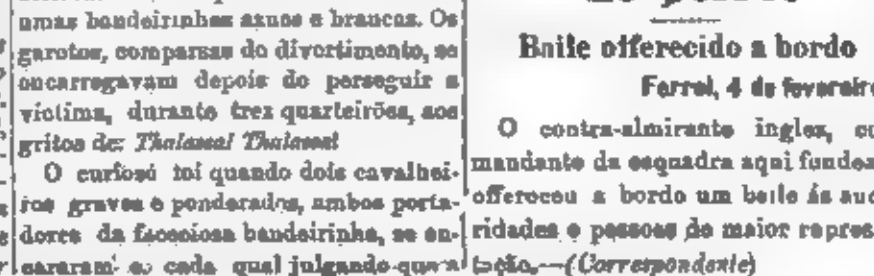 umas bandeirinhas azues e brancas. Os
garotos, comparsas do divertimento, se
encarregavam depois de perseguir a
victima, durante trez quarteirões, aos
gritos de: Thalassa! Thalassa!
O curioso foi quando dois cavalhei-
ros graves e ponderados, ambos porta-
dores da faceciosa bandeirinha, se en-
cararam e cada qual julgando que a
Baile offerecido a bordo
Ferrol, 4 de fevereiro
O contra-almirante inglez, co
mandante da esquadra aqui fundea
offereceu a bordo um baile ás auc
ridades e pessoas de maior repres
tação.—(Correspondente)